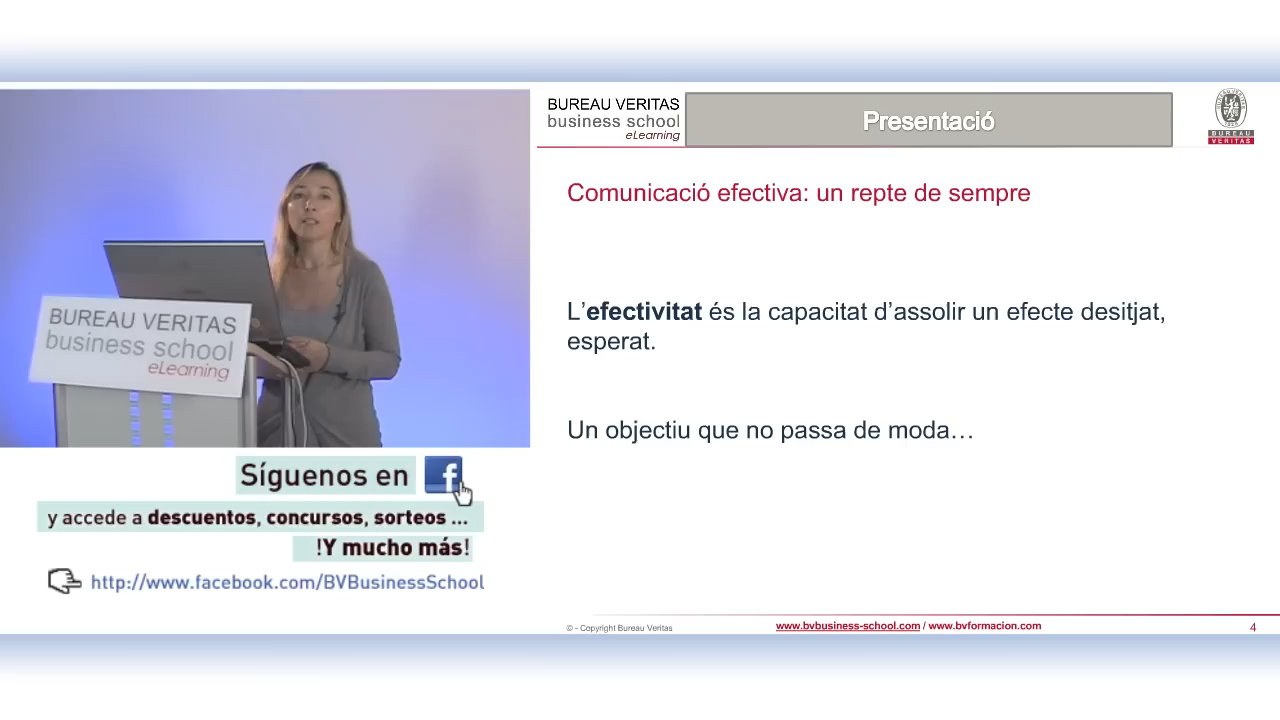 BUREAU VERITAS
business school
eLearning
Presentació
BUREAU
VERITAS
Comunicació efectiva: un repte de sempre
L’efectivitat és la capacitat d’assolir un efecte desitjat,
esperat.
Un objectiu que no passa de moda…
BUREAU VERITAS
business school
eLearning
Síguenos en f
y accede a descuentos, concursos, sorteos ...
!Y mucho más!
http://www.facebook.com/BVBusinessSchool
© - Copyright Bureau Veritas
www.bvbusiness-school.com / www.bvformacion.com
4